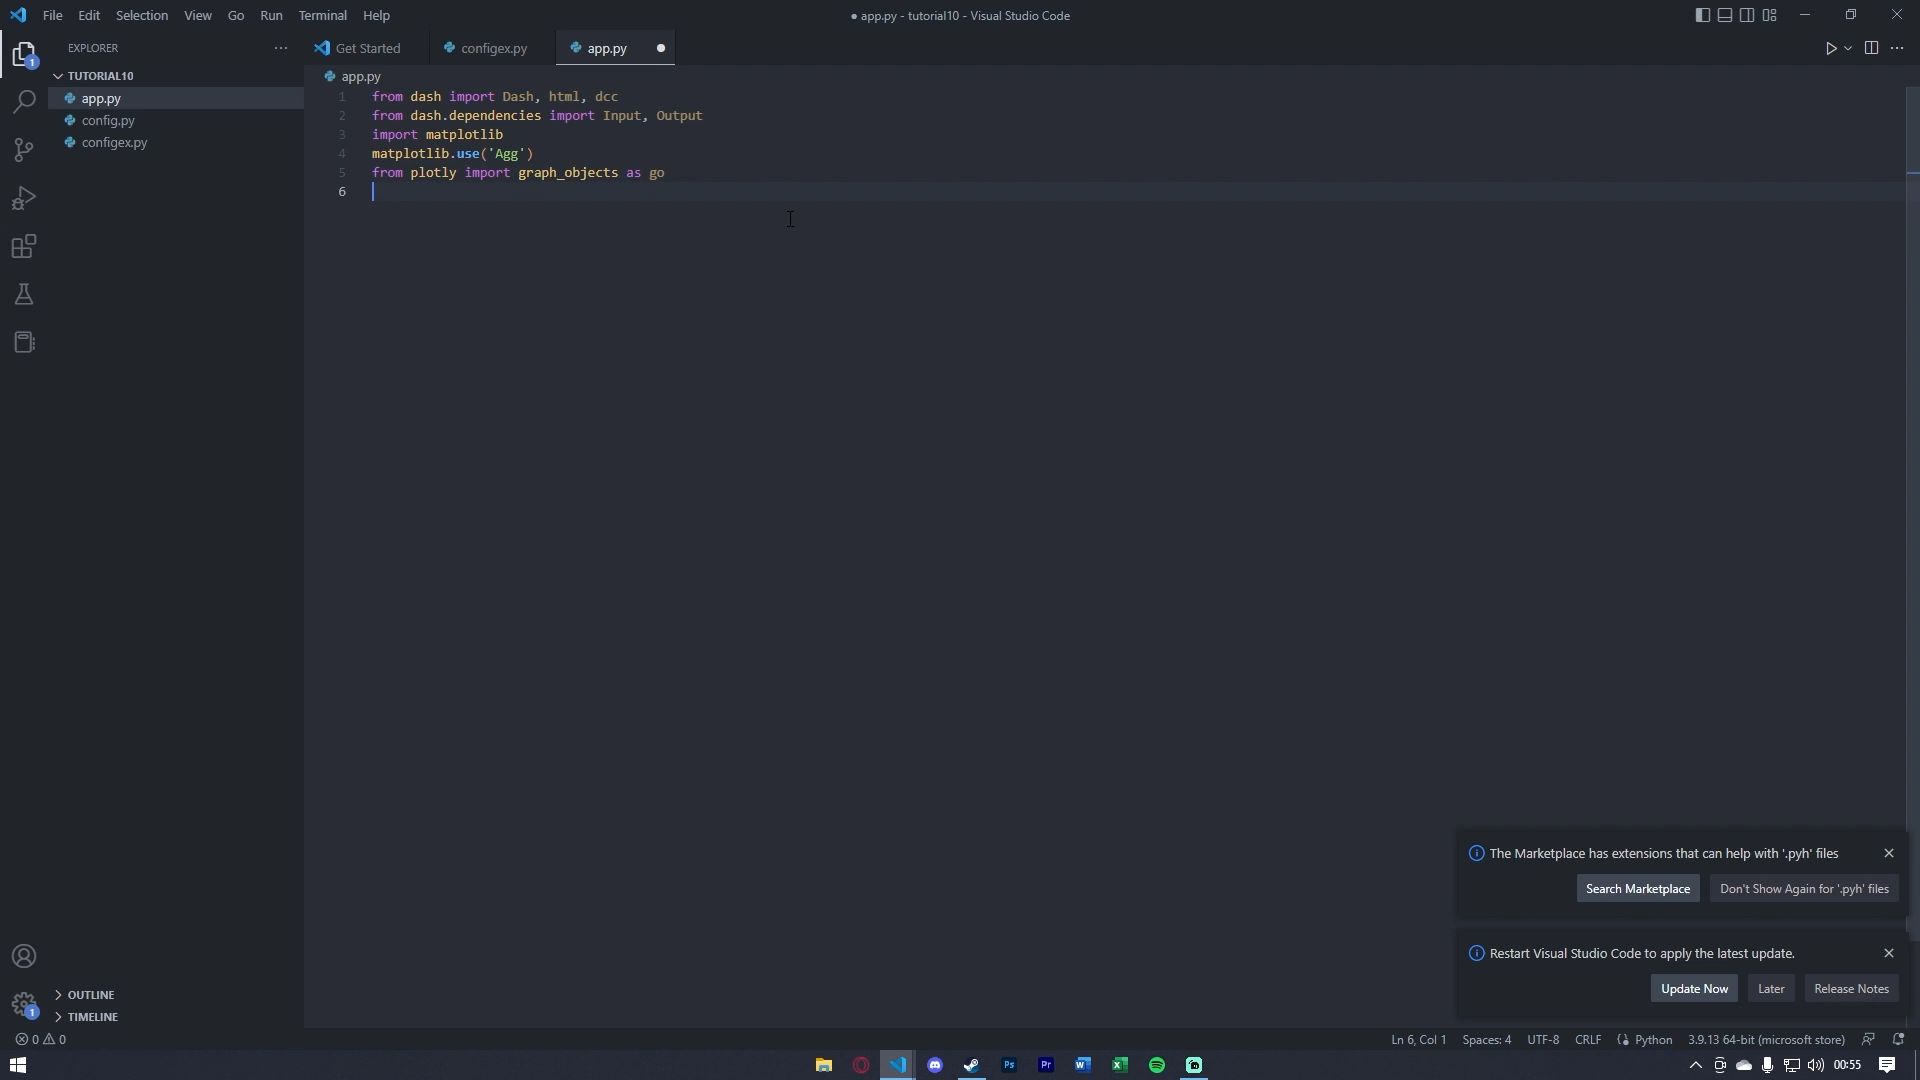 File Edit Selection View Go Run Terminal Help
● app.py - tutorial10 - Visual Studio Code
EXPLORER
Get Started
configex.py
app.py
1
TUTORIAL10
app.py
config.py
configex.py
app.py
1 from dash import Dash, html, dcc
2 from dash.dependencies import Input, Output
3 import matplotlib
4 matplotlib.use('Agg')
5 from plotly import graph_objects as go
6
The Marketplace has extensions that can help with '.pyh' files
Search Marketplace
Don't Show Again for '.pyh' files
Restart Visual Studio Code to apply the latest update.
Update Now
Later
Release Notes
OUTLINE
1
TIMELINE
0 0
Ln 6, Col 1
Spaces: 4
UTF-8
CRLF
Python
3.9.13 64-bit (microsoft store)
Ps
Pr
00:55